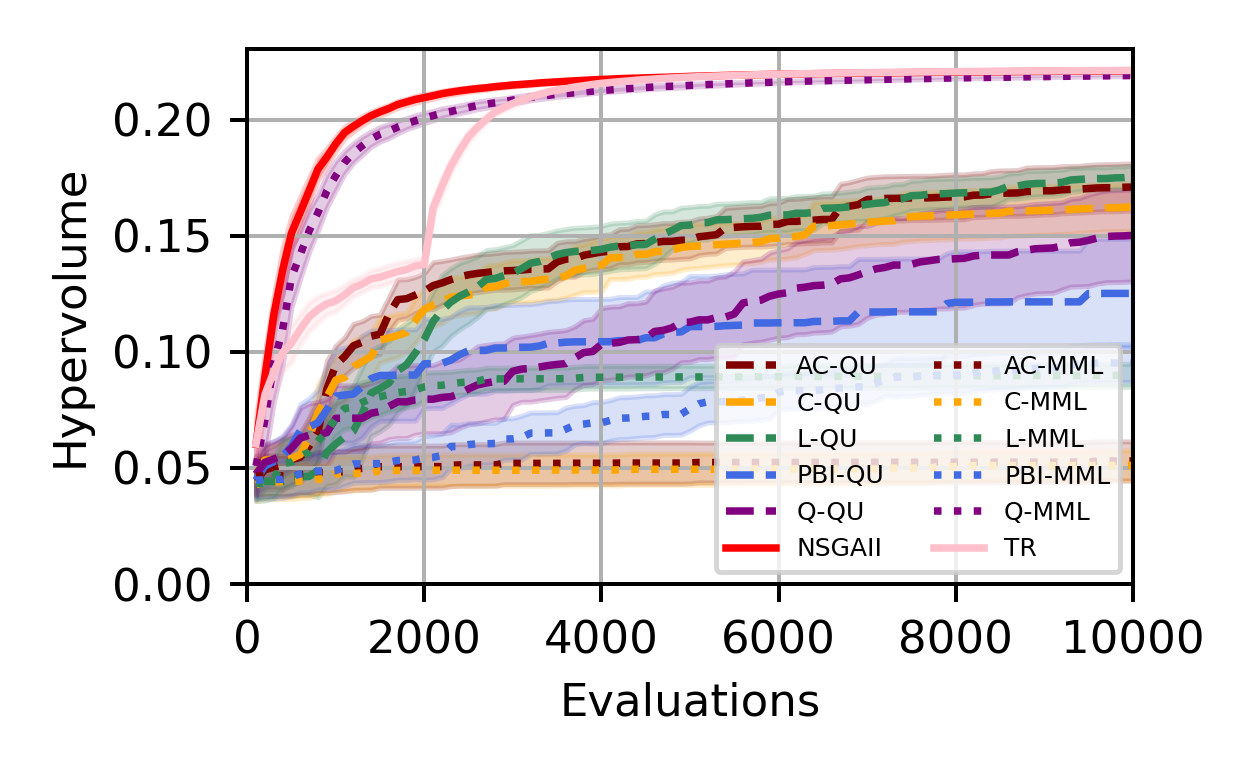 Hypervolume
0.20
0.15
0.10
0.05
0.00
AC-QU AC-MML
C-QU C-MML
L-QU L-MML
PBI-QU PBI-MML
Q-QU Q-MML
NSGAII TR
0 2000 4000 6000 8000 10000
Evaluations